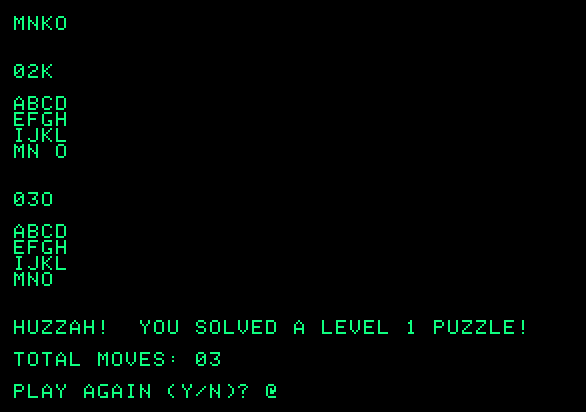 MNKO
02K
ABCD
EFGH
IJKL
MN O
03O
ABCD
EFGH
IJKL
MNO
HUZZAH!  YOU SOLVED A LEVEL 1 PUZZLE!
TOTAL MOVES: 03
PLAY AGAIN (Y/N)? @